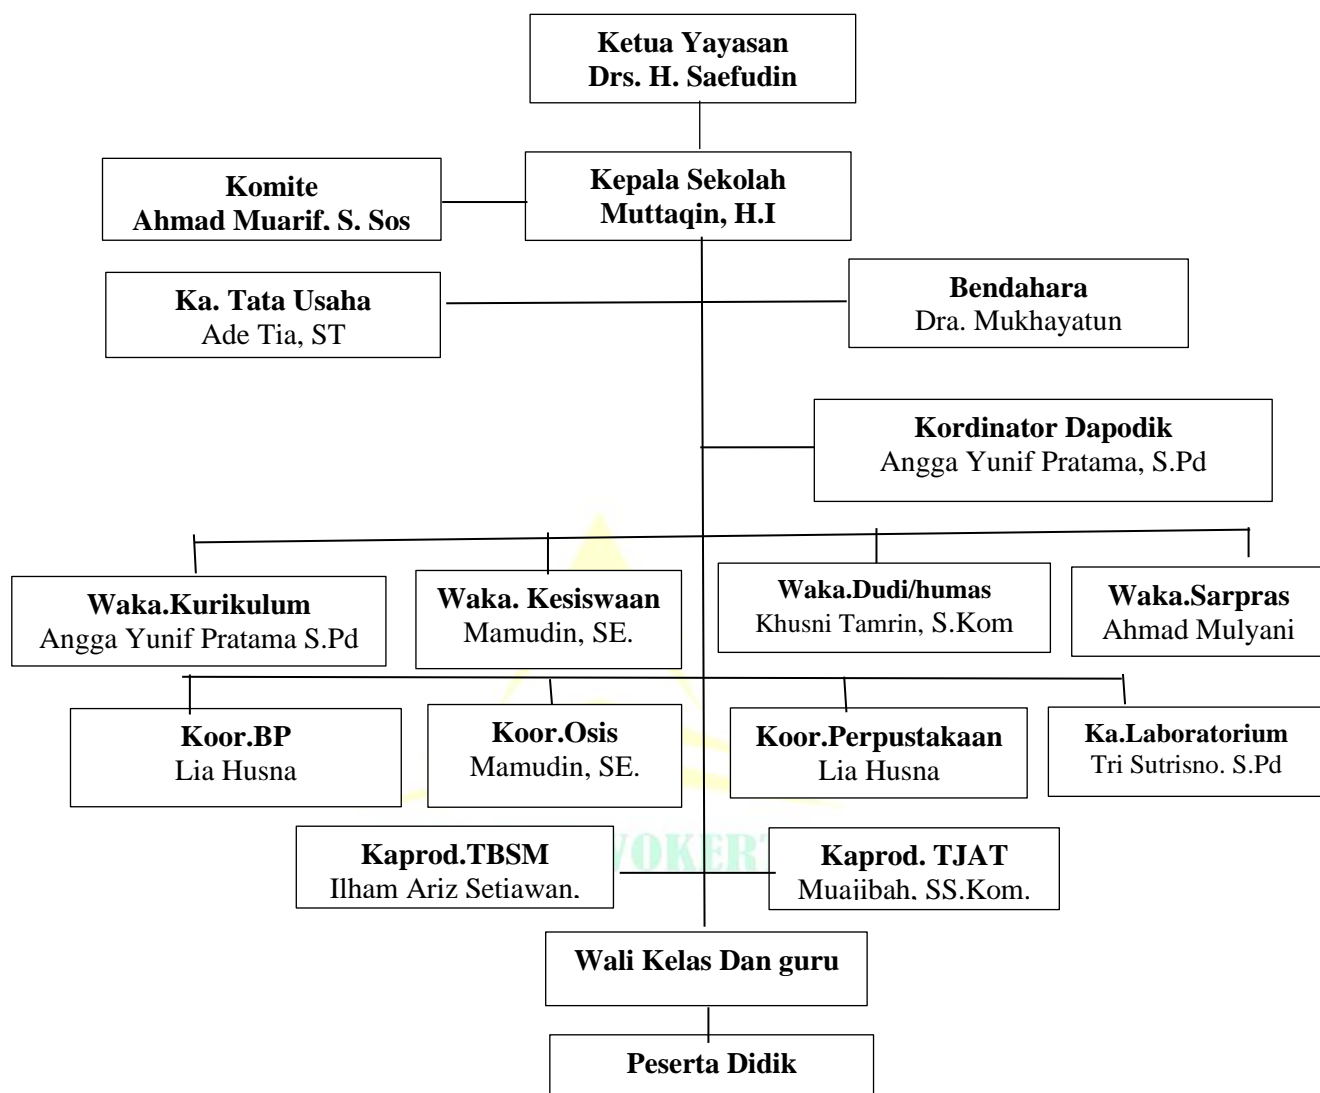 Ketua Yayasan
Drs. H. Saefudin
Komite
Ahmad Muarif. S. Sos
Kepala Sekolah
Muttaqin, H.I
Ka. Tata Usaha
Ade Tia, ST
Bendahara
Dra. Mukhayatun
Kordinator Dapodik
Angga Yunif Pratama, S.Pd
Waka.Kurikulum
Angga Yunif Pratama S.Pd
Waka. Kesiswaan
Mamudin, SE.
Waka.Dudi/humas
Khusni Tamrin, S.Kom
Waka.Sarpras
Ahmad Mulyani
Koor.BP
Lia Husna
Koor.Osis
Mamudin, SE.
Koor.Perpustakaan
Lia Husna
Ka.Laboratorium
Tri Sutrisno. S.Pd
Kaprod.TBSM
Ilham Ariz Setiawan.
Kaprod. TJAT
Muajibah, SS.Kom.
Wali Kelas Dan guru
Peserta Didik